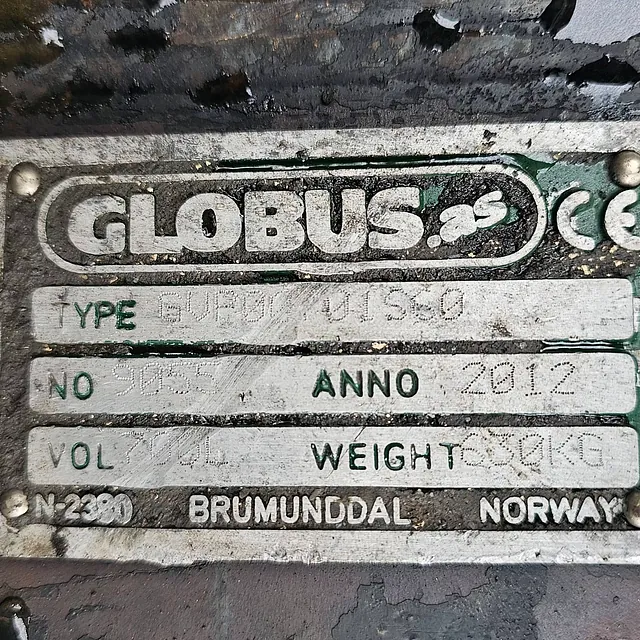 GLOBUS.as CE
TYPE
NO ANNO 2012
VOL WEIGHT 630KG
N-2380 BRUMUNDDAL NORWAY